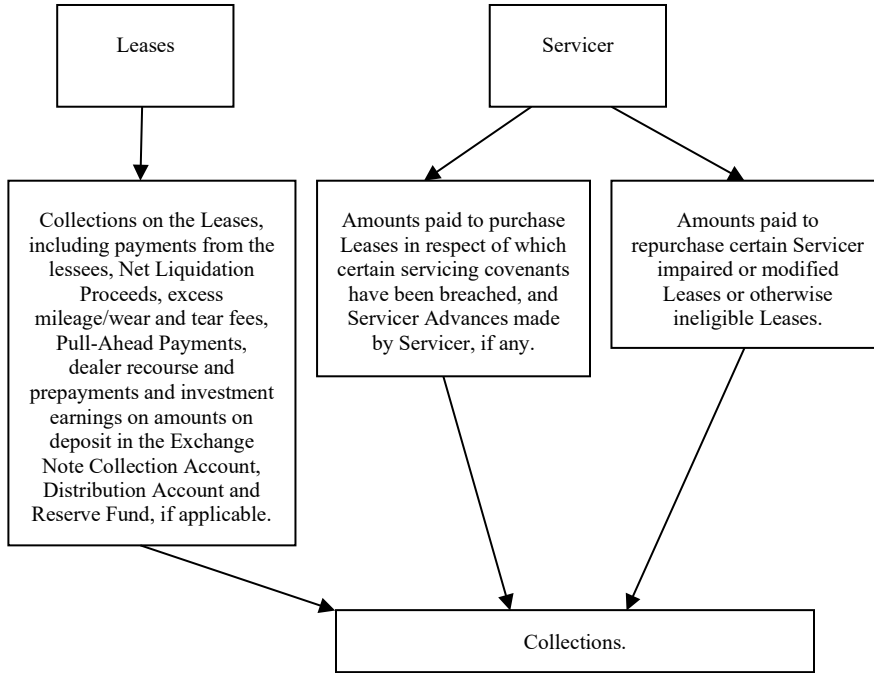 Leases
Servicer
Collections on the Leases,
including payments from the
lessees, Net Liquidation
Proceeds, excess
mileage/wear and tear fees,
Pull-Ahead Payments,
dealer recourse and
prepayments and investment
earnings on amounts on
deposit in the Exchange
Note Collection Account,
Distribution Account and
Reserve Fund, if applicable.
Amounts paid to purchase
Leases in respect of which
certain servicing covenants
have been breached, and
Servicer Advances made
by Servicer, if any.
Amounts paid to
repurchase certain Servicer
impaired or modified
Leases or otherwise
ineligible Leases.
Collections.